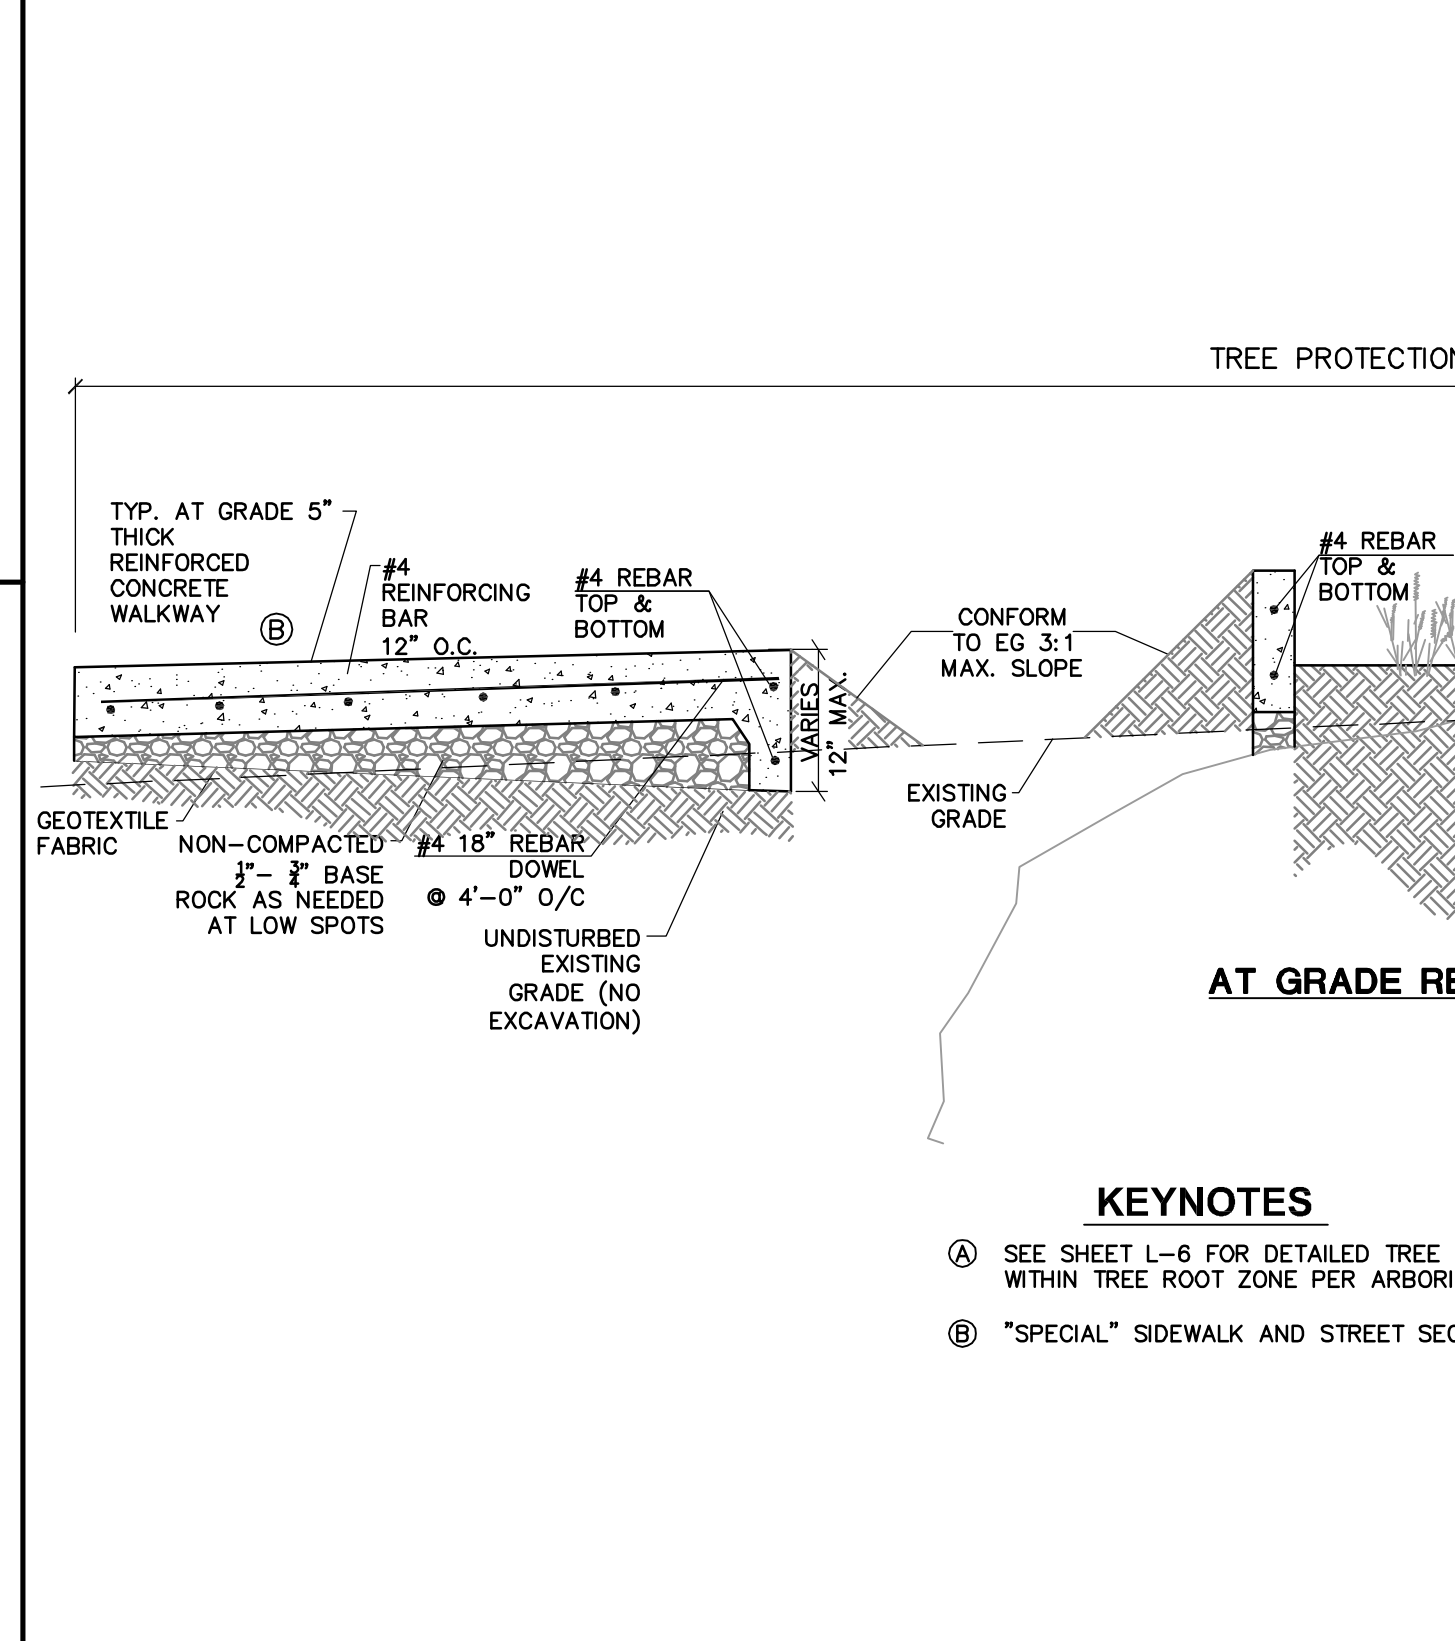 TREE PROTECTION
TYP. AT GRADE 5"
THICK
REINFORCED
CONCRETE
WALKWAY
B
#4
REINFORCING
BAR
12" O.C.
#4 REBAR
TOP &
BOTTOM
VARIES
12" MAX.
CONFORM
TO EG 3:1
MAX. SLOPE
#4 REBAR
TOP &
BOTTOM
EXISTING
GRADE
GEOTEXTILE
FABRIC
NON-COMPACTED
1/2"- 3/4" BASE
ROCK AS NEEDED
AT LOW SPOTS
#4 18" REBAR
DOWEL
@ 4'-0" O/C
UNDISTURBED
EXISTING
GRADE (NO
EXCAVATION)
AT GRADE RE
KEYNOTES
A SEE SHEET L-6 FOR DETAILED TREE
WITHIN TREE ROOT ZONE PER ARBORI
B "SPECIAL" SIDEWALK AND STREET SEC